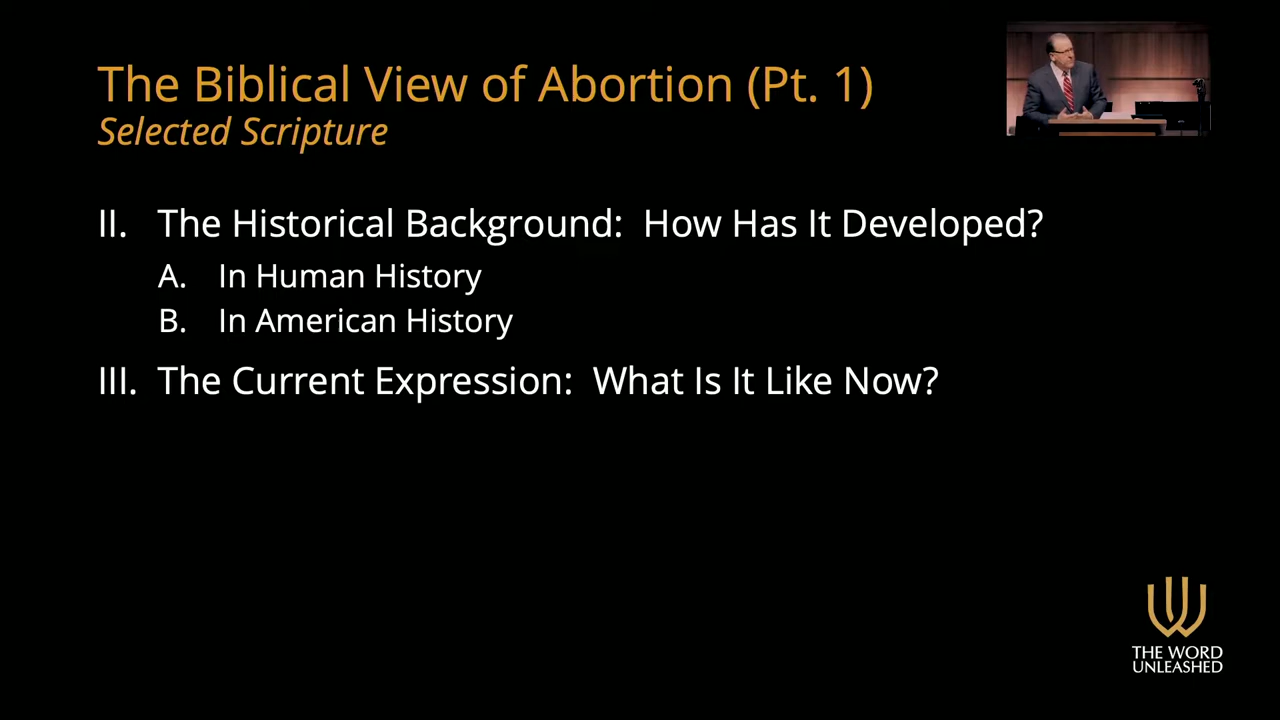 The Biblical View of Abortion (Pt. 1)
Selected Scripture
II. The Historical Background: How Has It Developed?
A. In Human History
B. In American History
III. The Current Expression: What Is It Like Now?
THE WORD
UNLEASHED